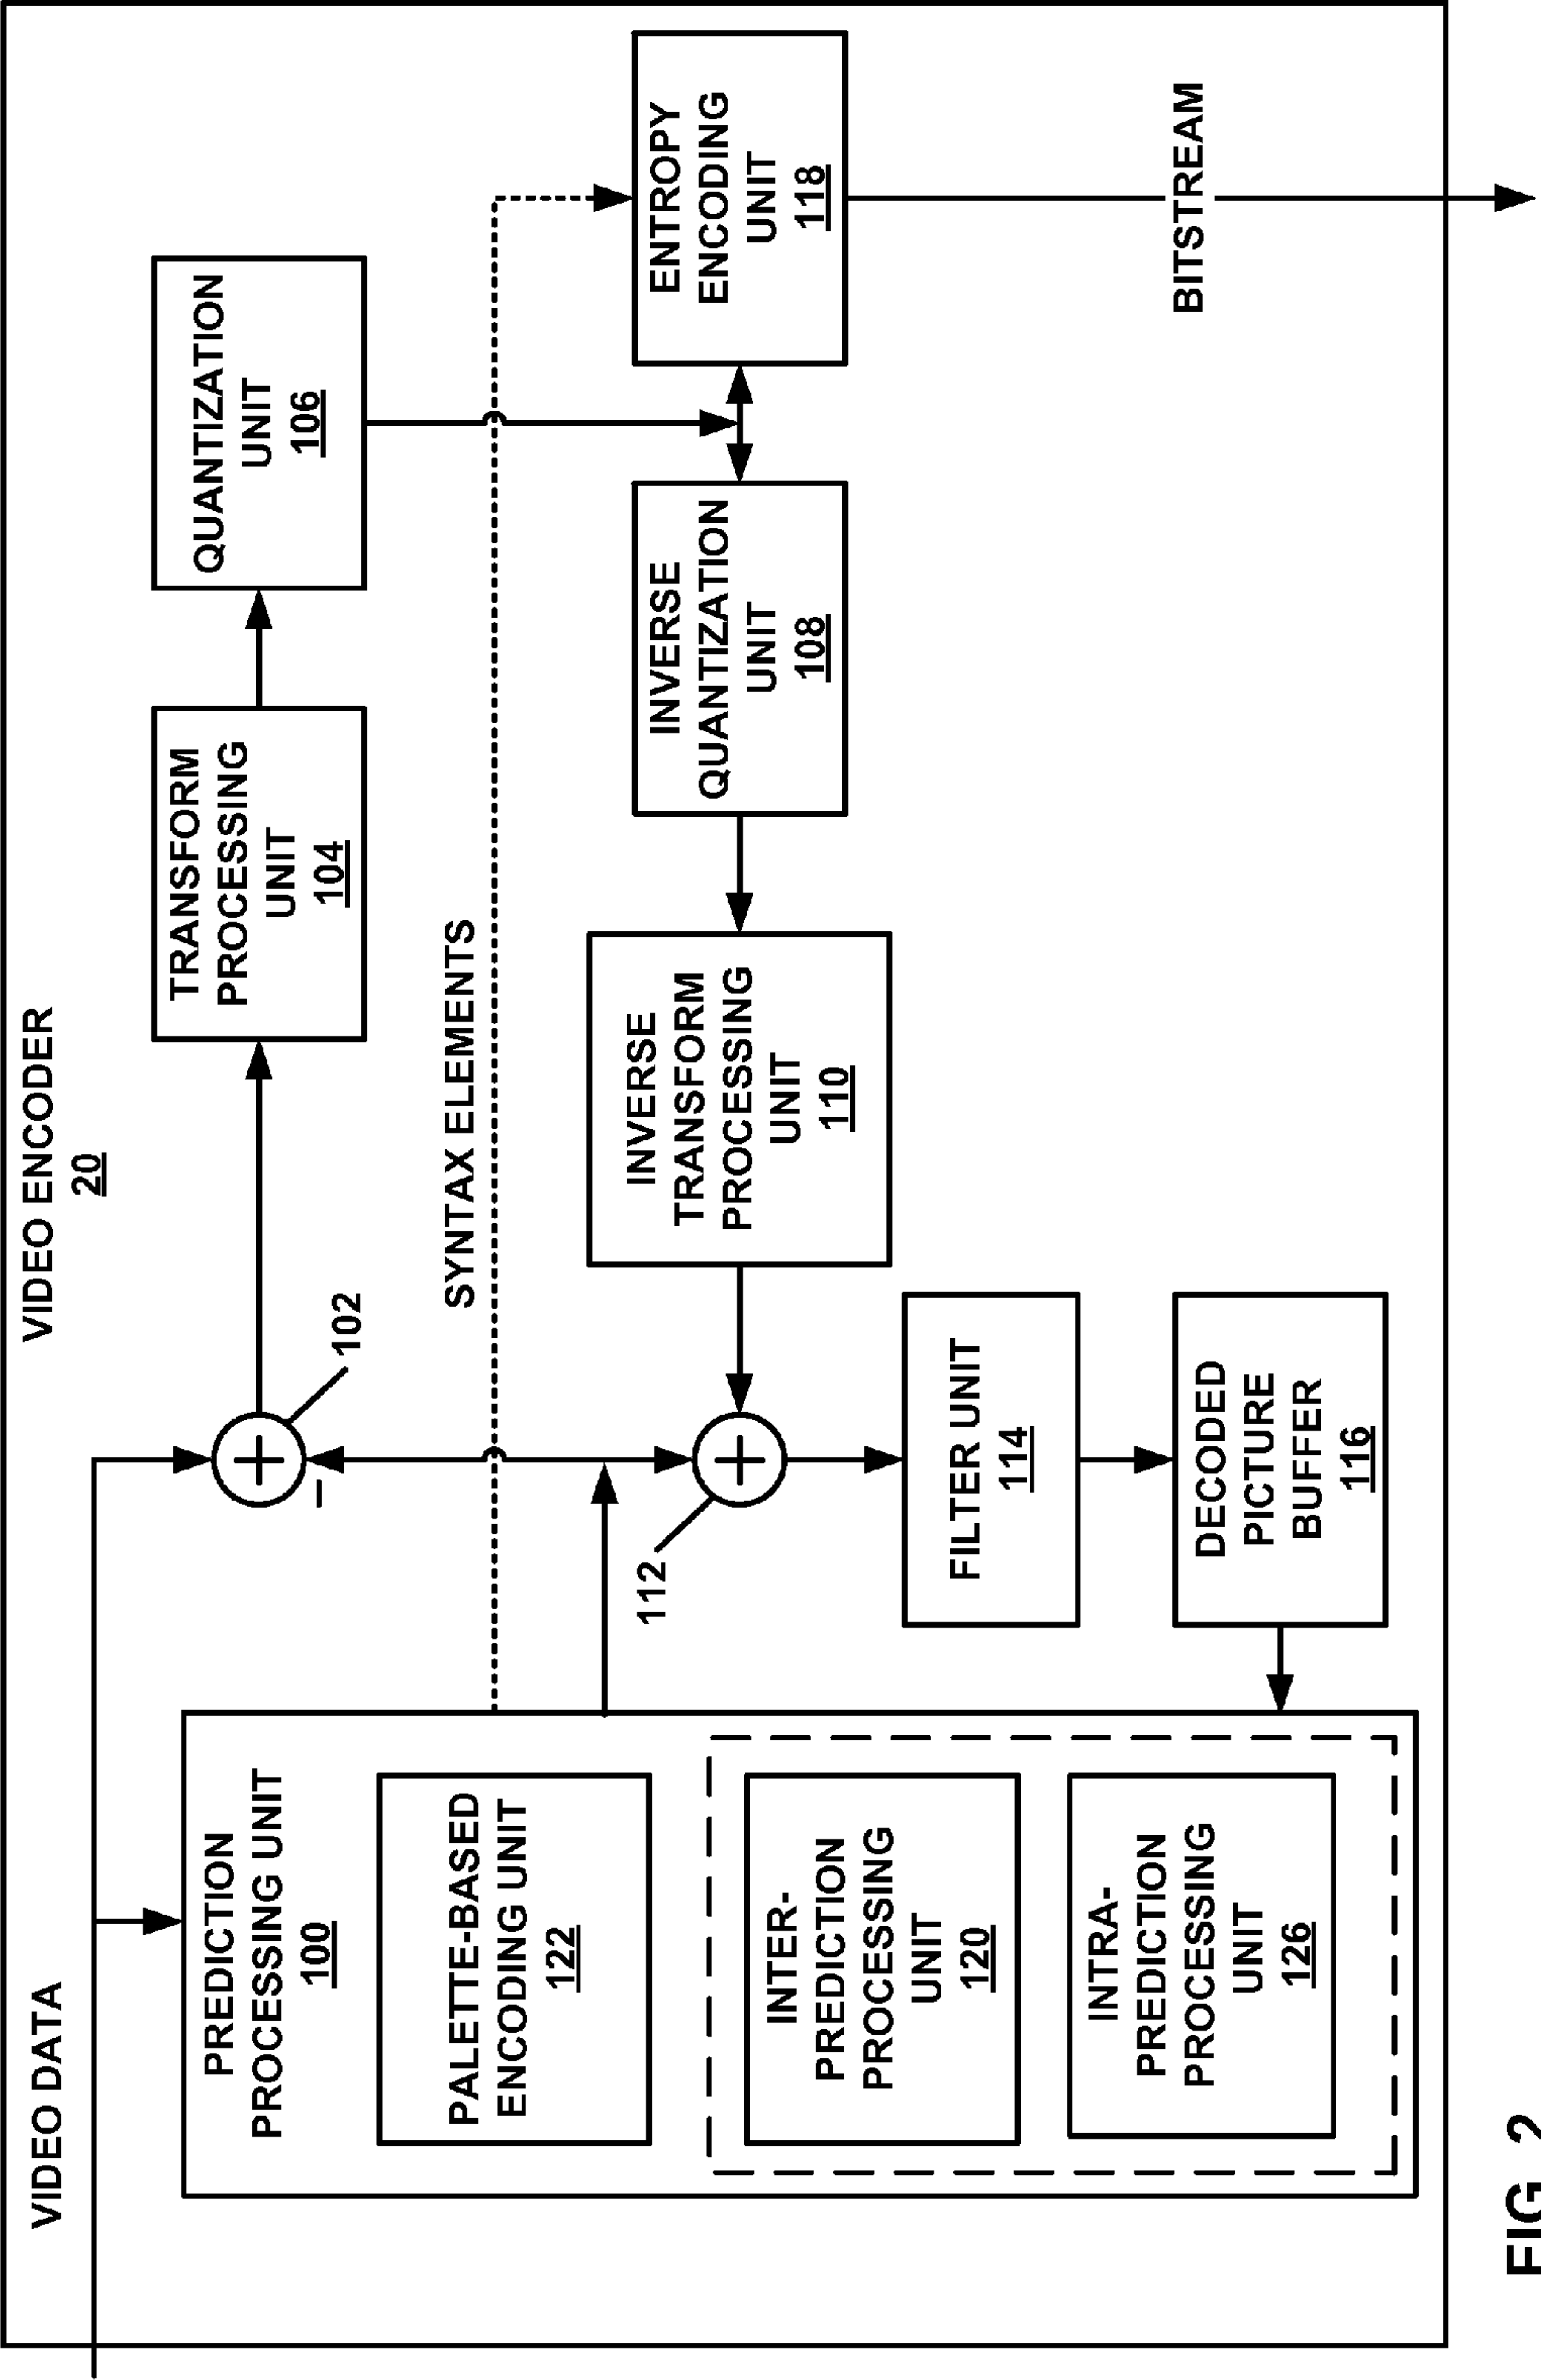 VIDEO ENCODER
20
VIDEO DATA
PREDICTION
PROCESSING UNIT
100
PALETTE-BASED
ENCODING UNIT
122
INTER-
PREDICTION
PROCESSING
UNIT
120
INTRA-
PREDICTION
PROCESSING
UNIT
126
102
TRANSFORM
PROCESSING
UNIT
104
QUANTIZATION
UNIT
106
SYNTAX ELEMENTS
112
INVERSE
TRANSFORM
PROCESSING
UNIT
110
INVERSE
QUANTIZATION
UNIT
108
ENTROPY
ENCODING
UNIT
118
FILTER UNIT
114
DECODED
PICTURE
BUFFER
116
BITSTREAM
FIG. 2